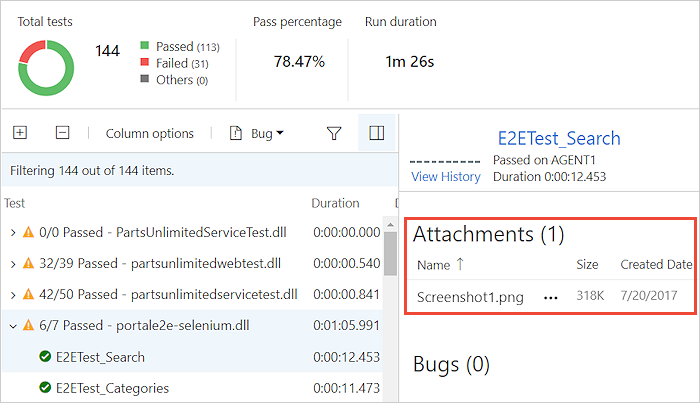 Total tests
144
Passed (113)
Failed (31)
Others (0)
Pass percentage
78.47%
Run duration
1m 26s
Column options
Bug
Filtering 144 out of 144 items.
Test Duration
0/0 Passed - PartsUnlimitedServiceTest.dll 0:00:00.000
32/39 Passed - partsunlimitedwebtest.dll 0:00:00.540
42/50 Passed - partsunlimitedservicetest.dll 0:00:00.841
6/7 Passed - portale2e-selenium.dll 0:01:05.991
E2ETest_Search 0:00:12.453
E2ETest_Categories 0:00:11.473
E2ETest_Search
Passed on AGENT1
View History Duration 0:00:12.453
Attachments (1)
Name ↑ Size Created Date
Screenshot1.png ••• 318K 7/20/2017
Bugs (0)